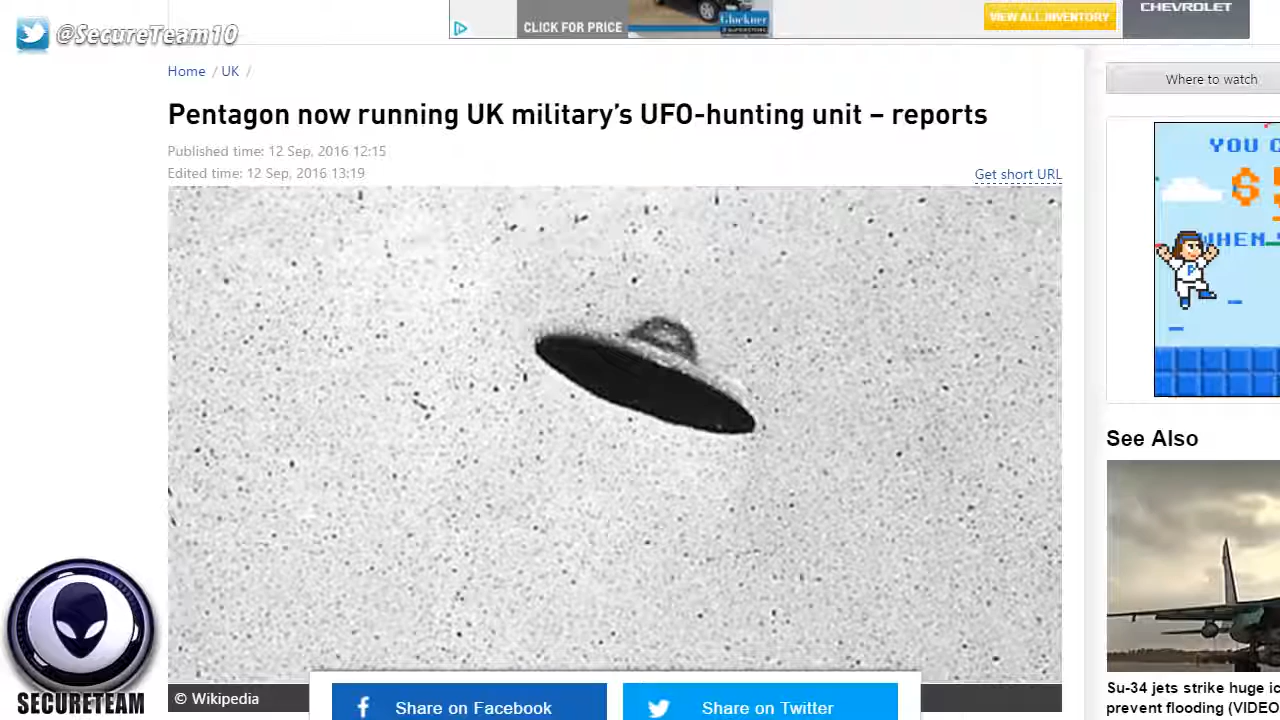 @SecureTeam10
CLICK FOR PRICE
Glockner
VIEW ALL INVENTORY
CHEVROLET
Home / UK /
Where to watch
Pentagon now running UK military’s UFO-hunting unit – reports
Published time: 12 Sep, 2016 12:15
Edited time: 12 Sep, 2016 13:19
Get short URL
YOU C
$
WHEN
P
See Also
© Wikipedia
Share on Facebook
Share on Twitter
Su-34 jets strike huge ic
prevent flooding (VIDEO
SECURETEAM